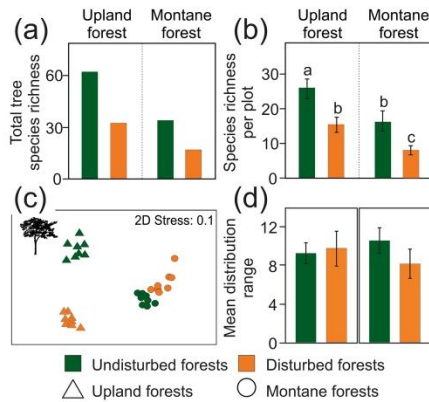 (a) Upland forest Montane forest
Total tree species richness
60
30
0
(b) Upland forest Montane forest
Species richness per plot
30
20
10
0
a
b
b
c
(c)
2D Stress: 0.1
(d)
Mean distribution range
12
8
4
0
Undisturbed forests Disturbed forests
Upland forests Montane forests